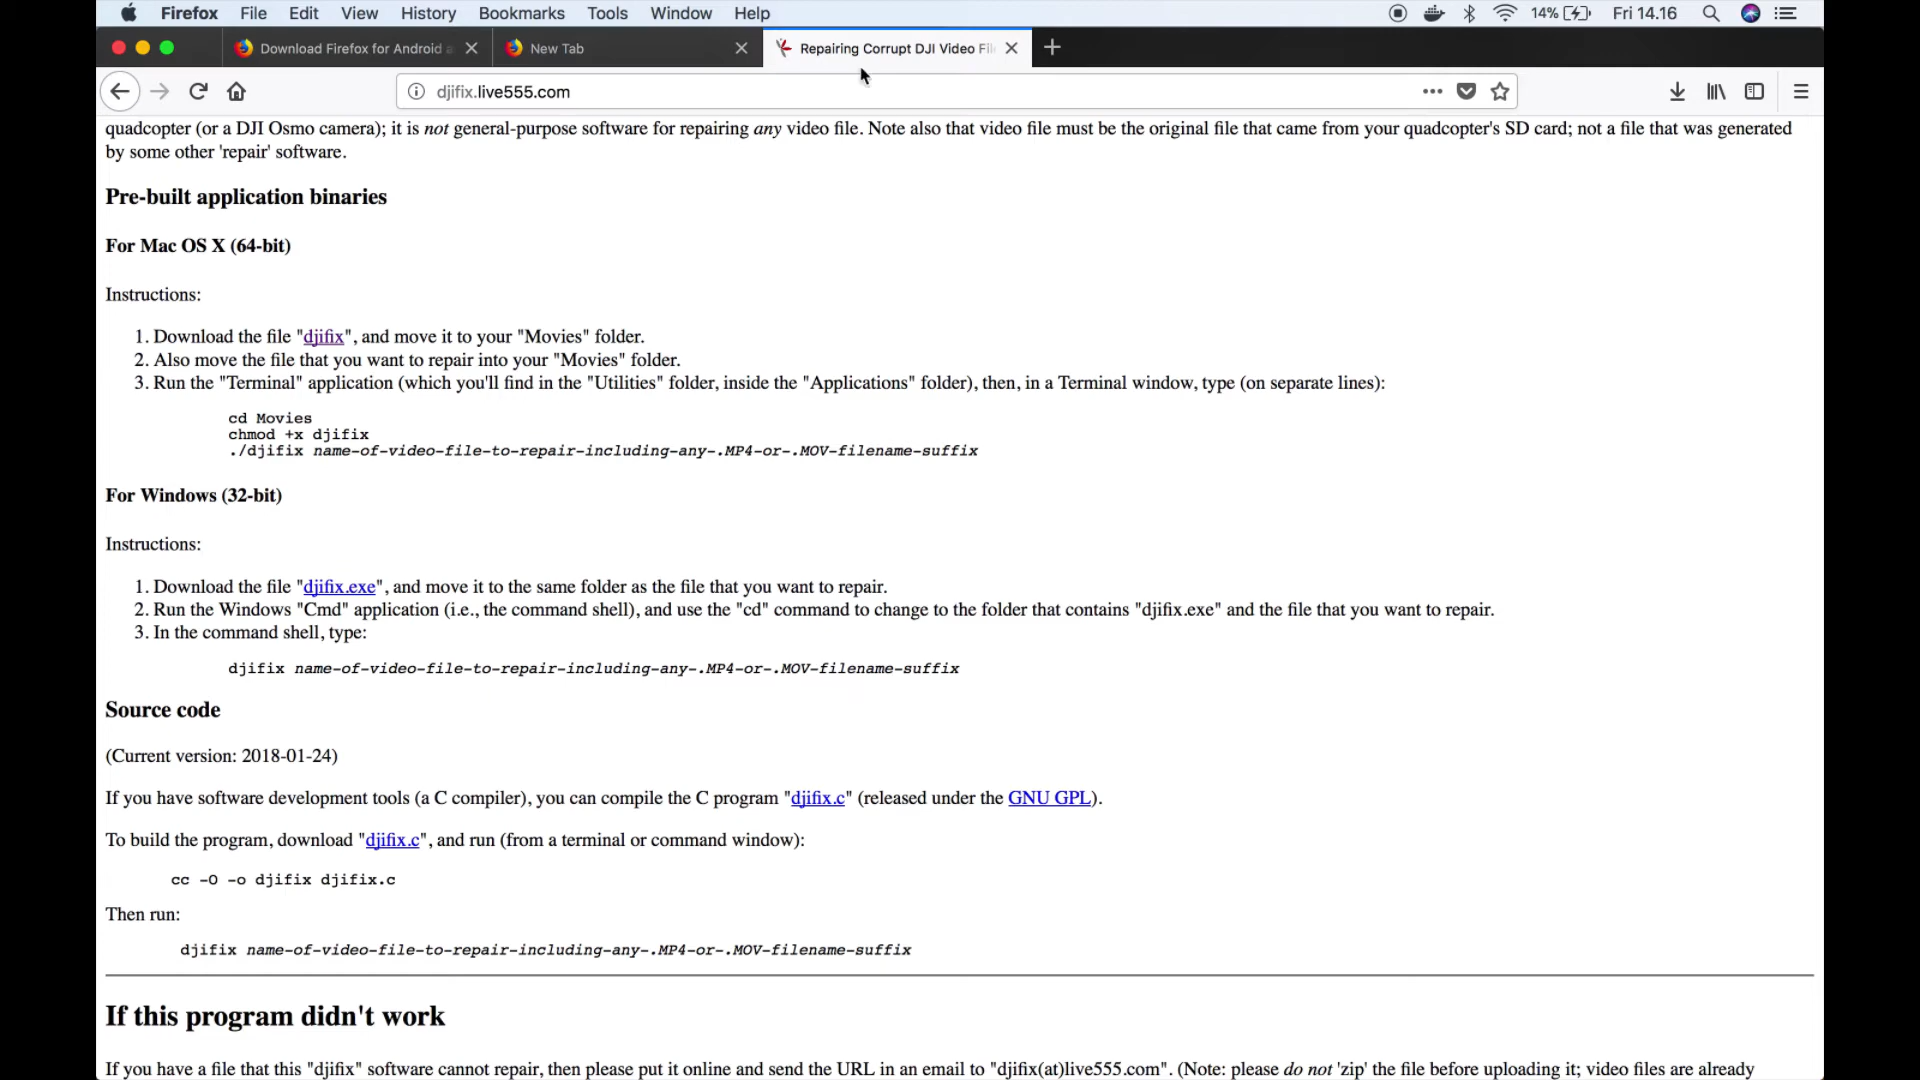 Firefox File Edit View History Bookmarks Tools Window Help 14% Fri 14.16
Download Firefox for Android a New Tab Repairing Corrupt DJI Video Fil
djifix.live555.com
quadcopter (or a DJI Osmo camera); it is not general-purpose software for repairing any video file. Note also that video file must be the original file that came from your quadcopter's SD card; not a file that was generated
by some other 'repair' software.
Pre-built application binaries
For Mac OS X (64-bit)
Instructions:
1. Download the file "djifix", and move it to your "Movies" folder.
2. Also move the file that you want to repair into your "Movies" folder.
3. Run the "Terminal" application (which you'll find in the "Utilities" folder, inside the "Applications" folder), then, in a Terminal window, type (on separate lines):
cd Movies
chmod +x djifix
./djifix name-of-video-file-to-repair-including-any-.MP4-or-.MOV-filename-suffix
For Windows (32-bit)
Instructions:
1. Download the file "djifix.exe", and move it to the same folder as the file that you want to repair.
2. Run the Windows "Cmd" application (i.e., the command shell), and use the "cd" command to change to the folder that contains "djifix.exe" and the file that you want to repair.
3. In the command shell, type:
djifix name-of-video-file-to-repair-including-any-.MP4-or-.MOV-filename-suffix
Source code
(Current version: 2018-01-24)
If you have software development tools (a C compiler), you can compile the C program "djifix.c" (released under the GNU GPL).
To build the program, download "djifix.c", and run (from a terminal or command window):
cc -O -o djifix djifix.c
Then run:
djifix name-of-video-file-to-repair-including-any-.MP4-or-.MOV-filename-suffix
If this program didn't work
If you have a file that this "djifix" software cannot repair, then please put it online and send the URL in an email to "djifix(at)live555.com". (Note: please do not 'zip' the file before uploading it; video files are already